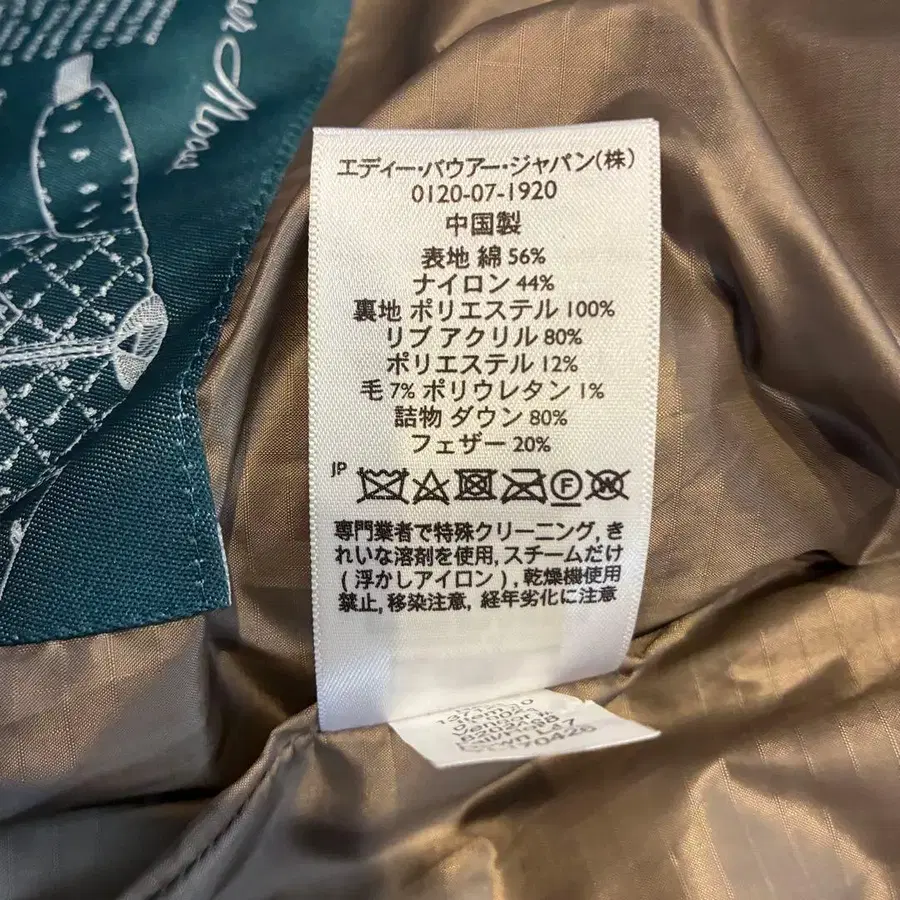 エディー・バウアー・ジャパン(株)
0120-07-1920
中国製
表地 綿 56%
ナイロン 44%
裏地 ポリエステル 100%
リブ アクリル 80%
ポリエステル 12%
毛 7% ポリウレタン 1%
詰物 ダウン 80%
フェザー 20%
JP
F
W
専門業者で特殊クリーニング, き
れいな溶剤を使用, スチームだけ
(浮かしアイロン), 乾燥機使用
禁止, 移染注意, 経年劣化に注意